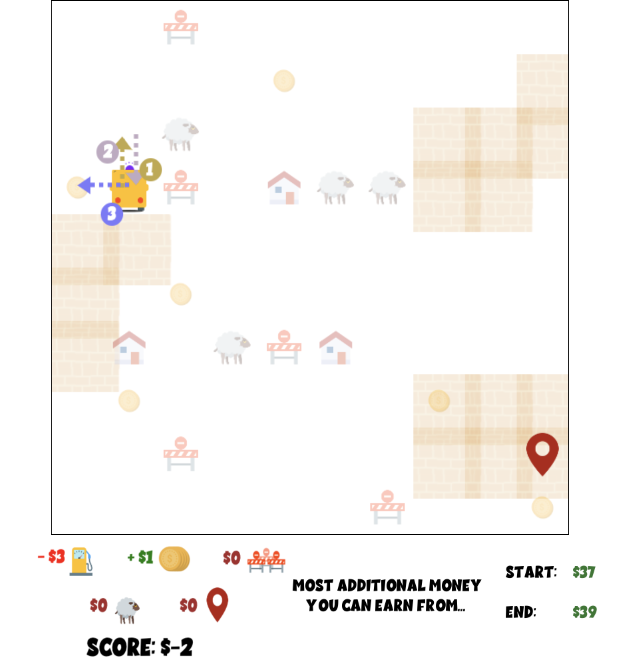 2
1
3
- $3
+ $1
$0
$0
$0
MOST ADDITIONAL MONEY
YOU CAN EARN FROM...
START: $37
END: $39
SCORE: $-2